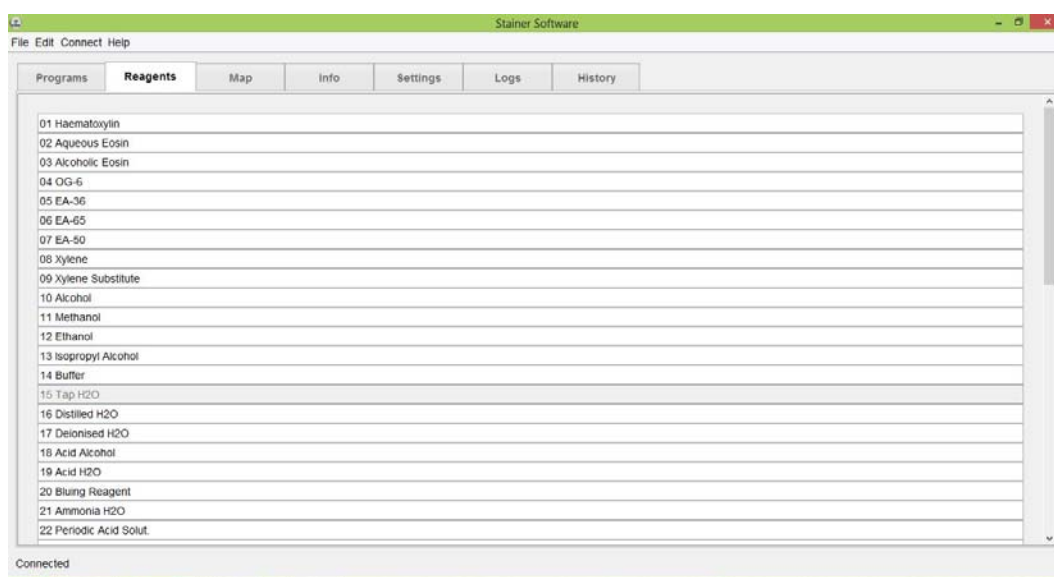 Stainer Software
File Edit Connect Help
Programs Reagents Map Info Settings Logs History
01 Haematoxylin
02 Aqueous Eosin
03 Alcoholic Eosin
04 OG-6
05 EA-36
06 EA-65
07 EA-50
08 Xylene
09 Xylene Substitute
10 Alcohol
11 Methanol
12 Ethanol
13 Isopropyl Alcohol
14 Buffer
15 Tap H2O
16 Distilled H2O
17 Deionised H2O
18 Acid Alcohol
19 Acid H2O
20 Bluing Reagent
21 Ammonia H2O
22 Periodic Acid Solut.
Connected